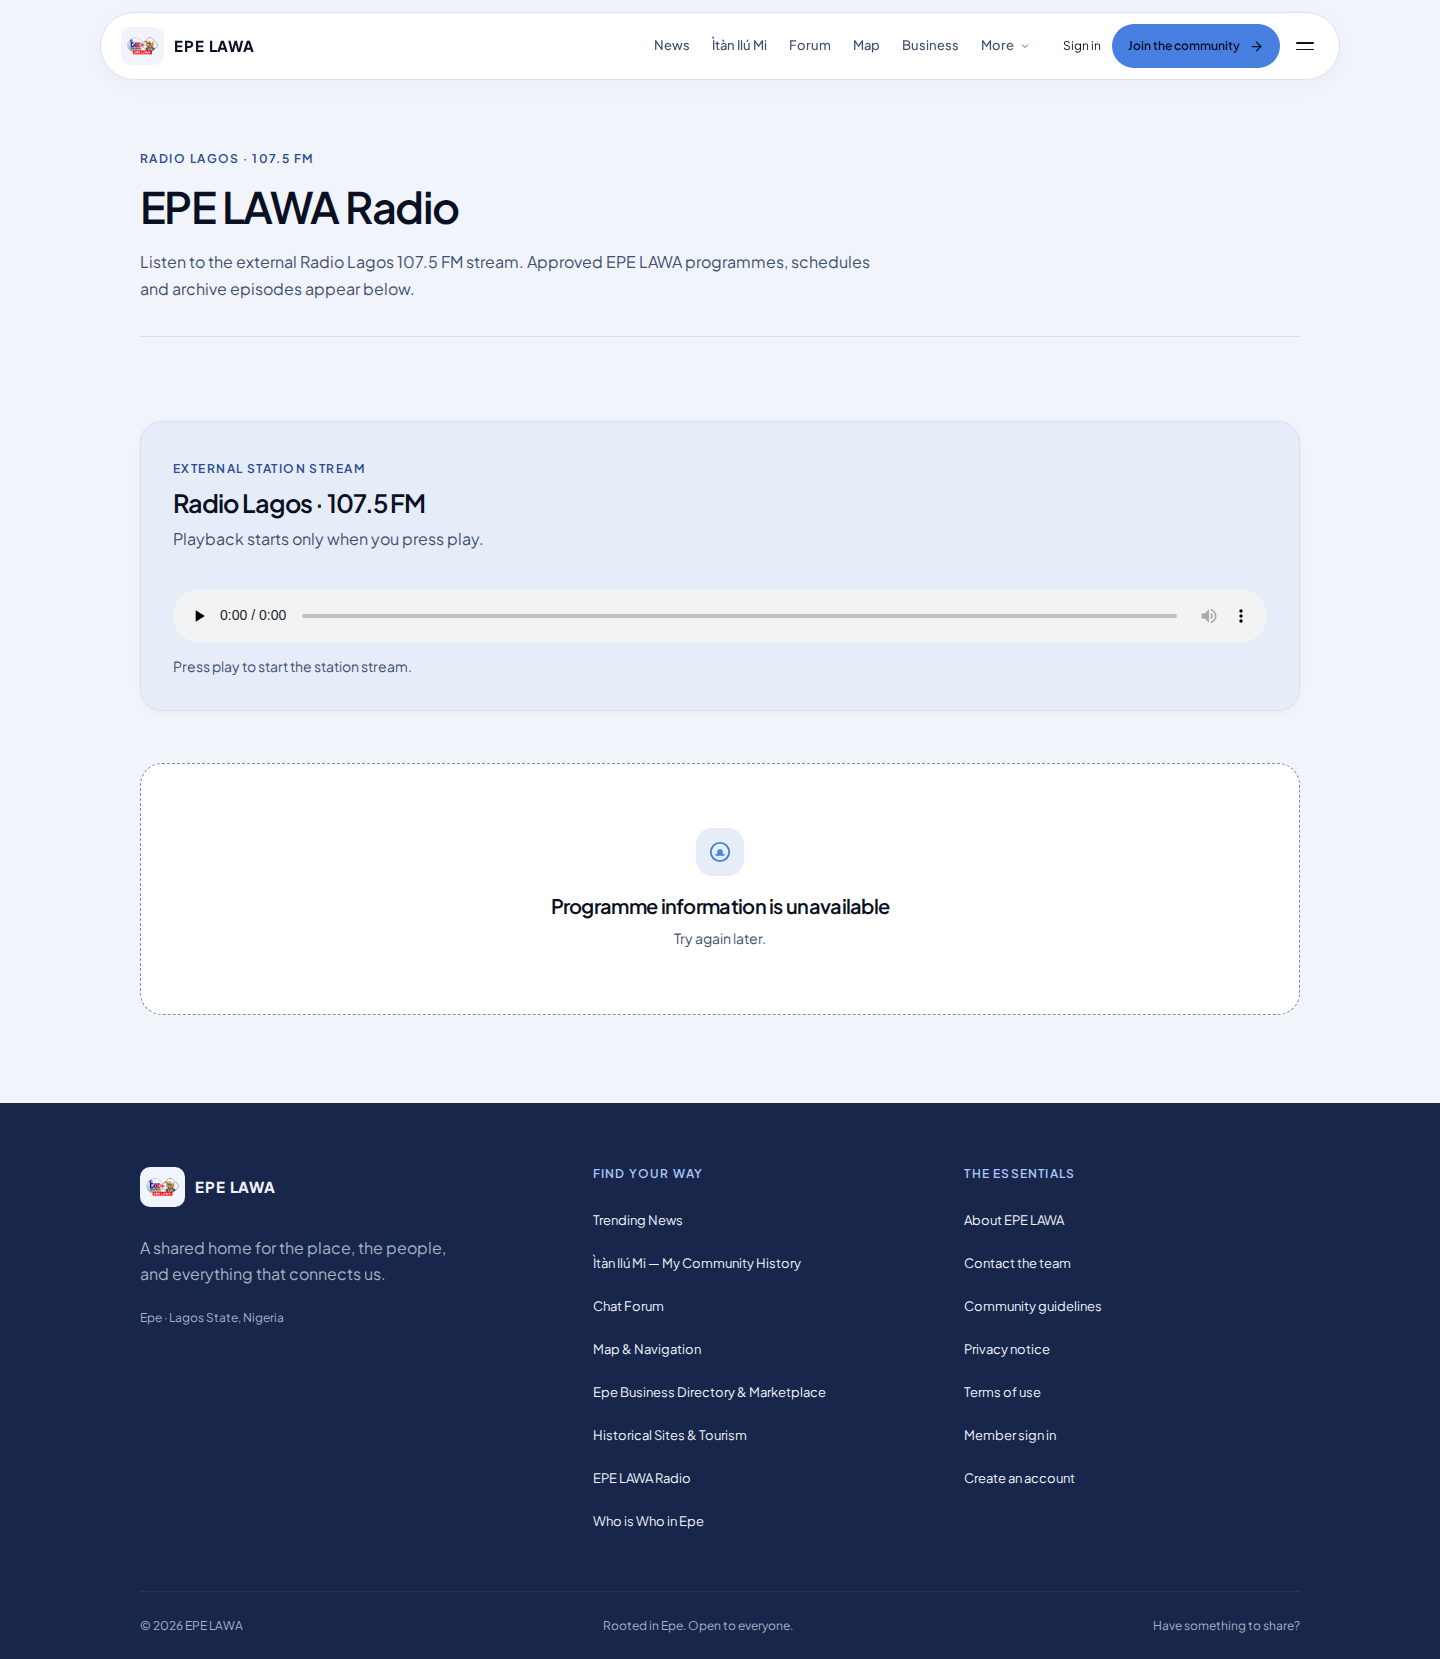 EPE LAWA
News
Ìtàn Ilú Mi
Forum
Map
Business
More
Sign in
Join the community
RADIO LAGOS · 107.5 FM
EPE LAWA Radio
Listen to the external Radio Lagos 107.5 FM stream. Approved EPE LAWA programmes, schedules
and archive episodes appear below.
EXTERNAL STATION STREAM
Radio Lagos · 107.5 FM
Playback starts only when you press play.
0:00 / 0:00
Press play to start the station stream.
Programme information is unavailable
Try again later.
EPE LAWA
A shared home for the place, the people,
and everything that connects us.
Epe · Lagos State, Nigeria
FIND YOUR WAY
Trending News
Ìtàn Ilú Mi — My Community History
Chat Forum
Map & Navigation
Epe Business Directory & Marketplace
Historical Sites & Tourism
EPE LAWA Radio
Who is Who in Epe
THE ESSENTIALS
About EPE LAWA
Contact the team
Community guidelines
Privacy notice
Terms of use
Member sign in
Create an account
© 2026 EPE LAWA
Rooted in Epe. Open to everyone.
Have something to share?